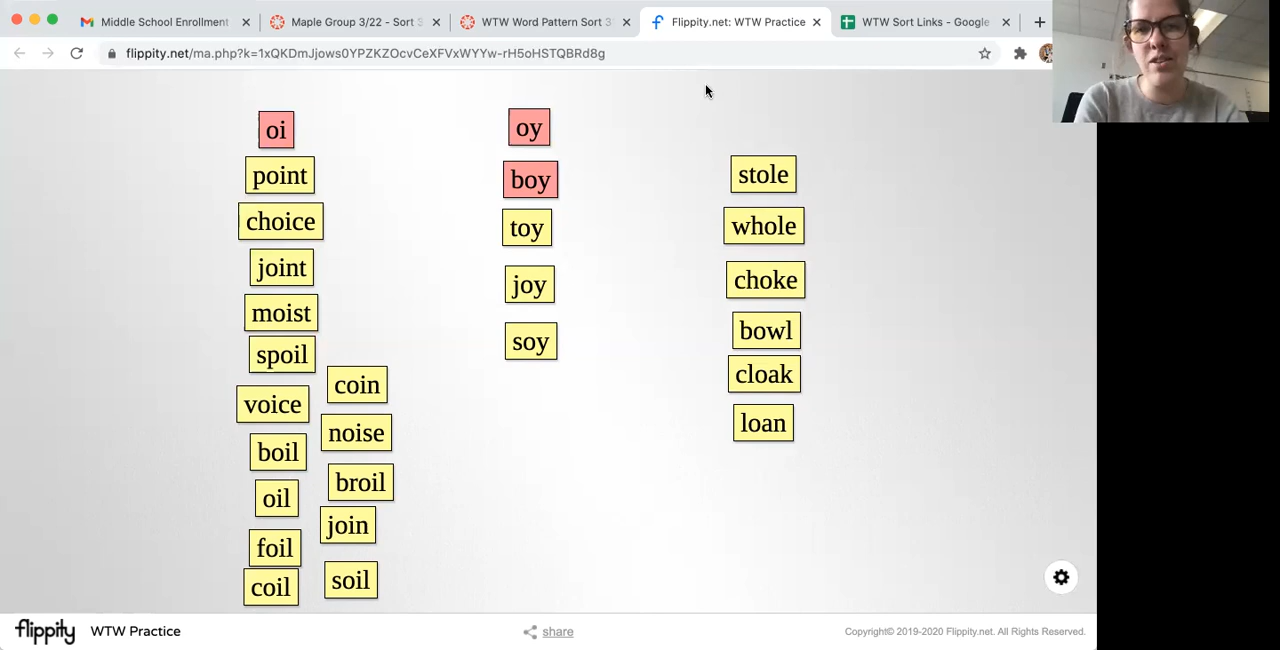 Middle School Enrollment
Maple Group 3/22 - Sort 3
WTW Word Pattern Sort 3
Flippity.net: WTW Practice
WTW Sort Links - Google
flippity.net/ma.php?k=1xQKDmJjows0YPZKZOcvCeXFVxWYYw-rH5oHSTQBRd8g
oi
point
choice
joint
moist
spoil
voice
boil
oil
foil
coil
coin
noise
broil
join
soil
oy
boy
toy
joy
soy
stole
whole
choke
bowl
cloak
loan
flippity
WTW Practice
share
Copyright© 2019-2020 Flippity.net. All Rights Reserved.